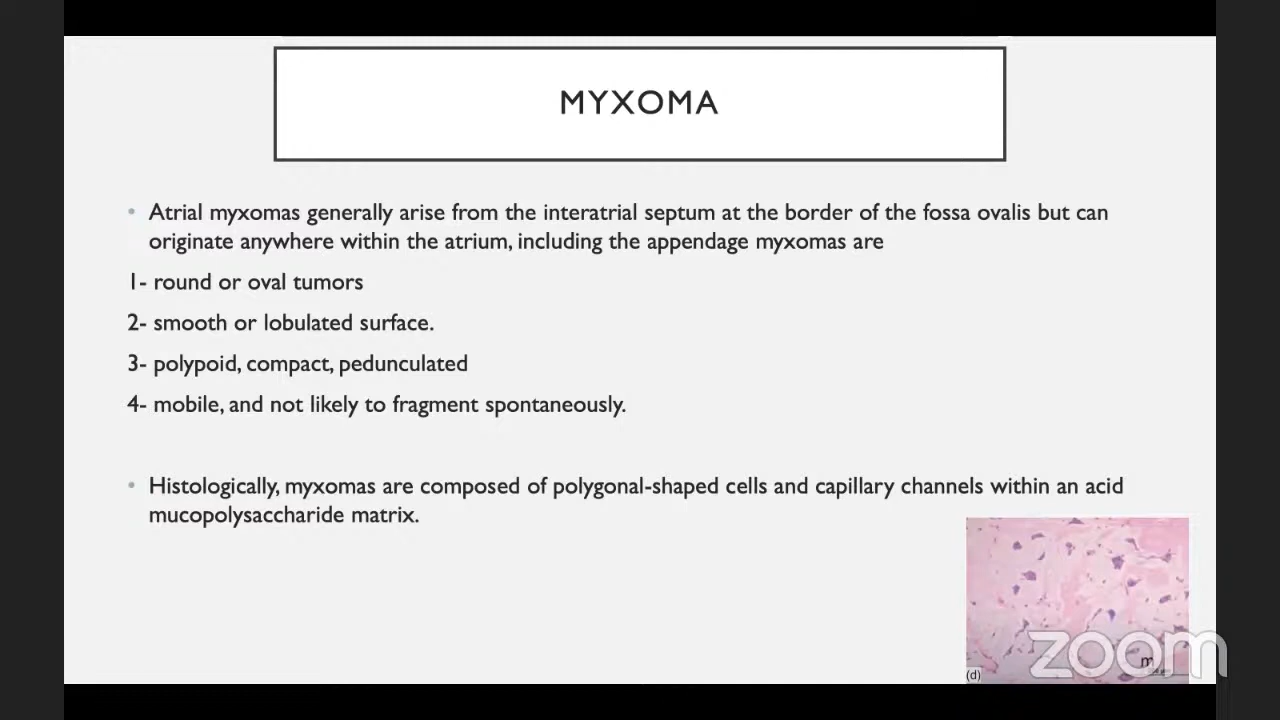 MYXOMA
• Atrial myxomas generally arise from the interatrial septum at the border of the fossa ovalis but can
originate anywhere within the atrium, including the appendage myxomas are
1- round or oval tumors
2- smooth or lobulated surface.
3- polypoid, compact, pedunculated
4- mobile, and not likely to fragment spontaneously.
• Histologically, myxomas are composed of polygonal-shaped cells and capillary channels within an acid
mucopolysaccharide matrix.
zoom
m
(d)